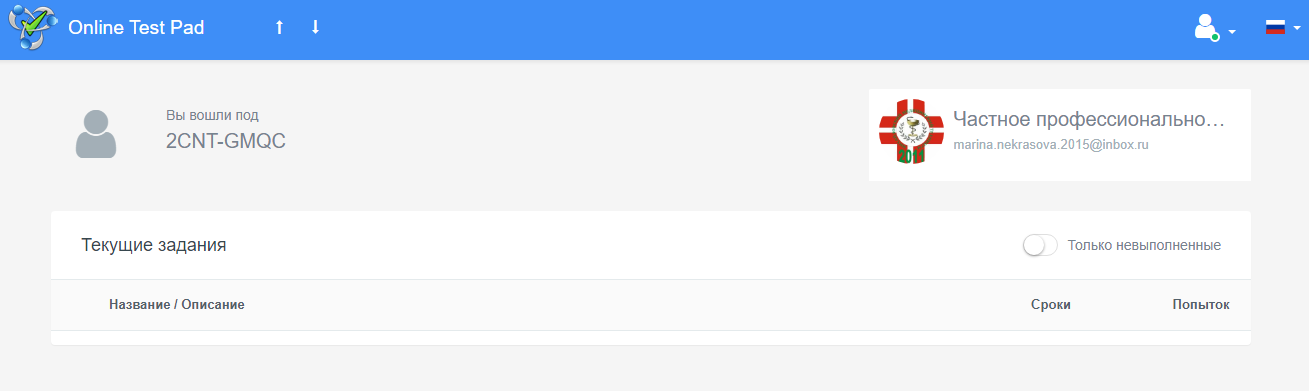 Online Test Pad
Вы вошли под
2CNT-GMQC
Частное профессионально…
marina.nekrasova.2015@inbox.ru
Текущие задания
Только невыполненные
Название / Описание
Сроки
Попыток